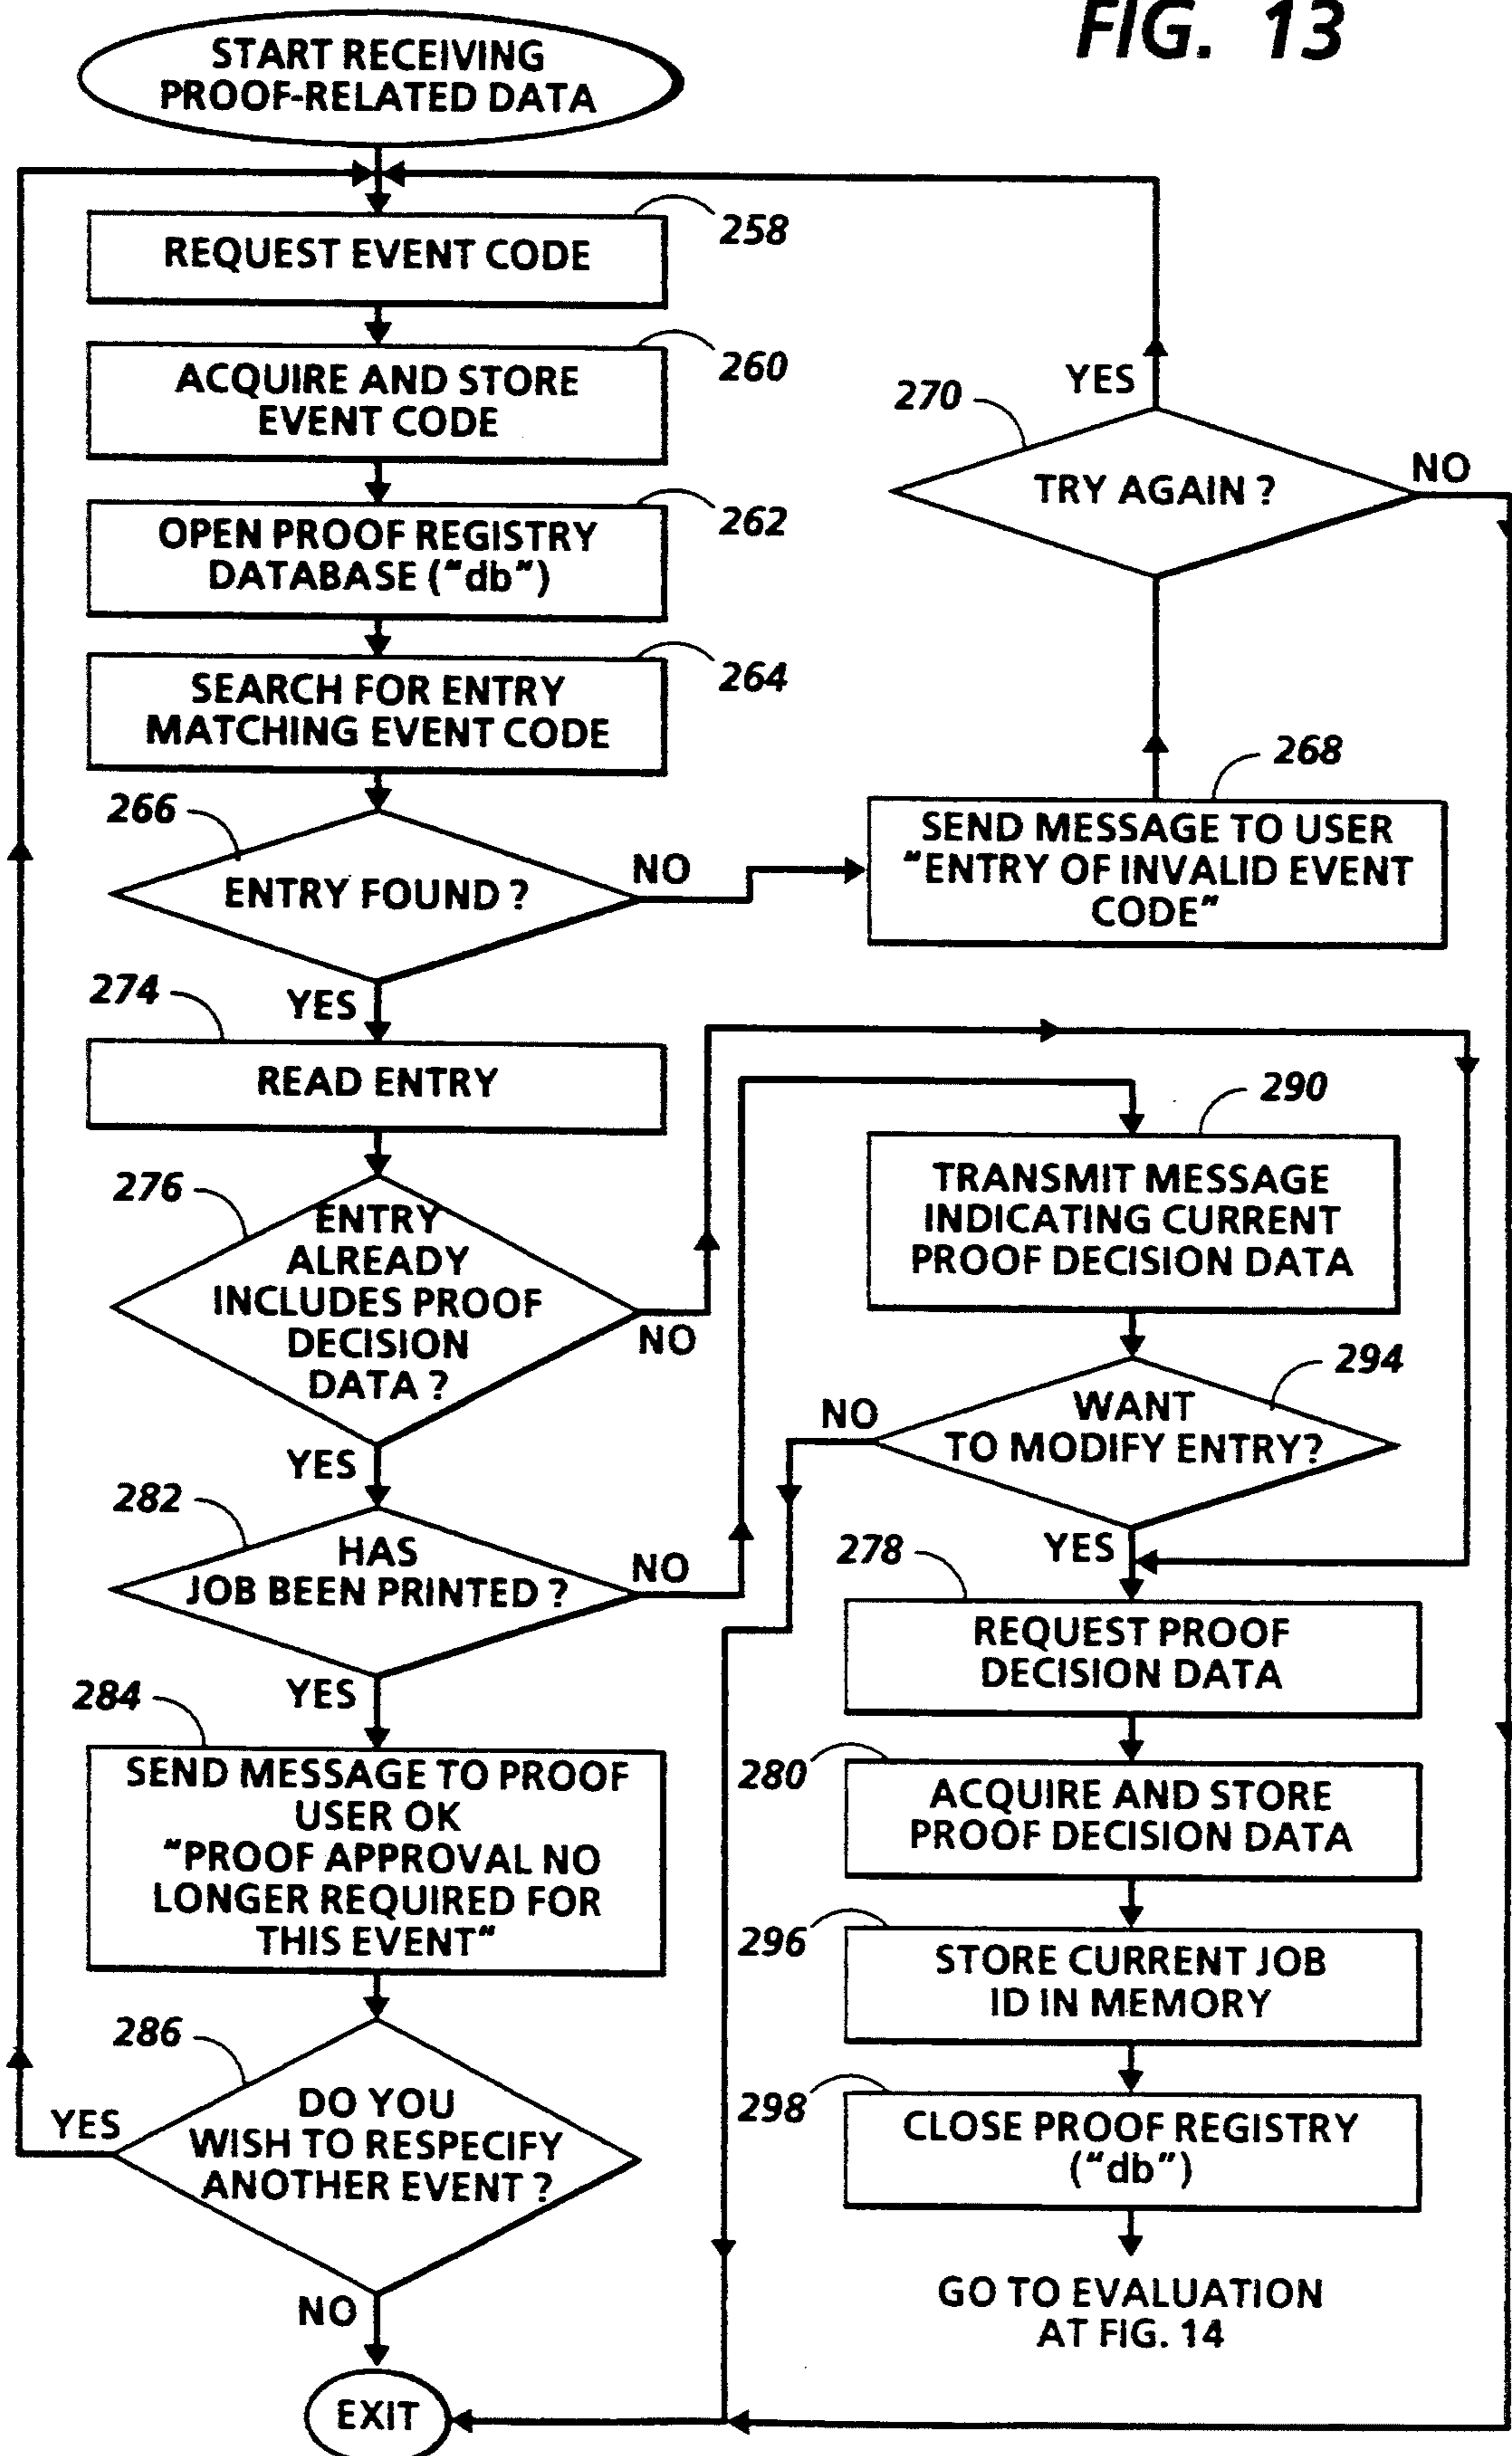 FIG. 13
START RECEIVING
PROOF-RELATED DATA
258
REQUEST EVENT CODE
260
ACQUIRE AND STORE
EVENT CODE
262
OPEN PROOF REGISTRY
DATABASE ("db")
264
SEARCH FOR ENTRY
MATCHING EVENT CODE
266
ENTRY FOUND ?
NO
YES
268
SEND MESSAGE TO USER
"ENTRY OF INVALID EVENT
CODE"
270
TRY AGAIN ?
YES
NO
274
READ ENTRY
276
ENTRY
ALREADY
INCLUDES PROOF
DECISION
DATA ?
NO
YES
282
HAS
JOB BEEN PRINTED ?
NO
YES
284
SEND MESSAGE TO PROOF
USER OK
"PROOF APPROVAL NO
LONGER REQUIRED FOR
THIS EVENT"
286
DO YOU
WISH TO RESPECIFY
ANOTHER EVENT ?
YES
NO
EXIT
290
TRANSMIT MESSAGE
INDICATING CURRENT
PROOF DECISION DATA
294
WANT
TO MODIFY ENTRY?
NO
YES
278
REQUEST PROOF
DECISION DATA
280
ACQUIRE AND STORE
PROOF DECISION DATA
296
STORE CURRENT JOB
ID IN MEMORY
298
CLOSE PROOF REGISTRY
("db")
GO TO EVALUATION
AT FIG. 14